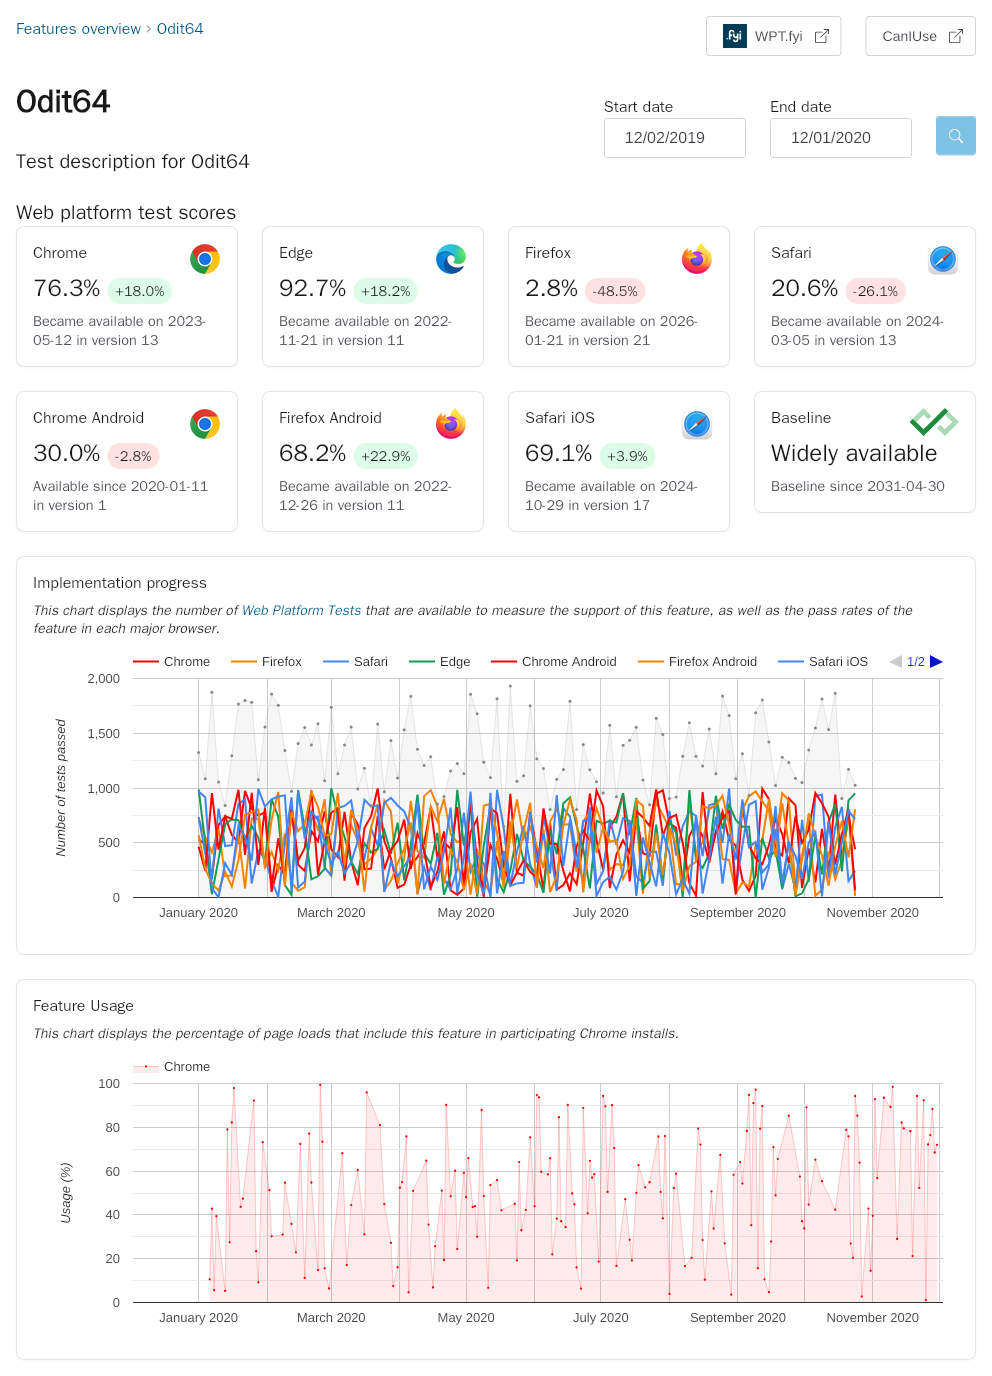 Features overview › Odit64
.fyi WPT.fyi
CanIUse
Odit64
Start date
End date
12/02/2019
12/01/2020
Test description for Odit64
Web platform test scores
Chrome
76.3% +18.0%
Became available on 2023-
05-12 in version 13
Edge
92.7% +18.2%
Became available on 2022-
11-21 in version 11
Firefox
2.8% -48.5%
Became available on 2026-
01-21 in version 21
Safari
20.6% -26.1%
Became available on 2024-
03-05 in version 13
Chrome Android
30.0% -2.8%
Available since 2020-01-11
in version 1
Firefox Android
68.2% +22.9%
Became available on 2022-
12-26 in version 11
Safari iOS
69.1% +3.9%
Became available on 2024-
10-29 in version 17
Baseline
Widely available
Baseline since 2031-04-30
Implementation progress
This chart displays the number of Web Platform Tests that are available to measure the support of this feature, as well as the pass rates of the
feature in each major browser.
Chrome Firefox Safari Edge Chrome Android Firefox Android Safari iOS 1/2
Number of tests passed
2,000
1,500
1,000
500
0
January 2020 March 2020 May 2020 July 2020 September 2020 November 2020
Feature Usage
This chart displays the percentage of page loads that include this feature in participating Chrome installs.
Chrome
Usage (%)
100
80
60
40
20
0
January 2020 March 2020 May 2020 July 2020 September 2020 November 2020